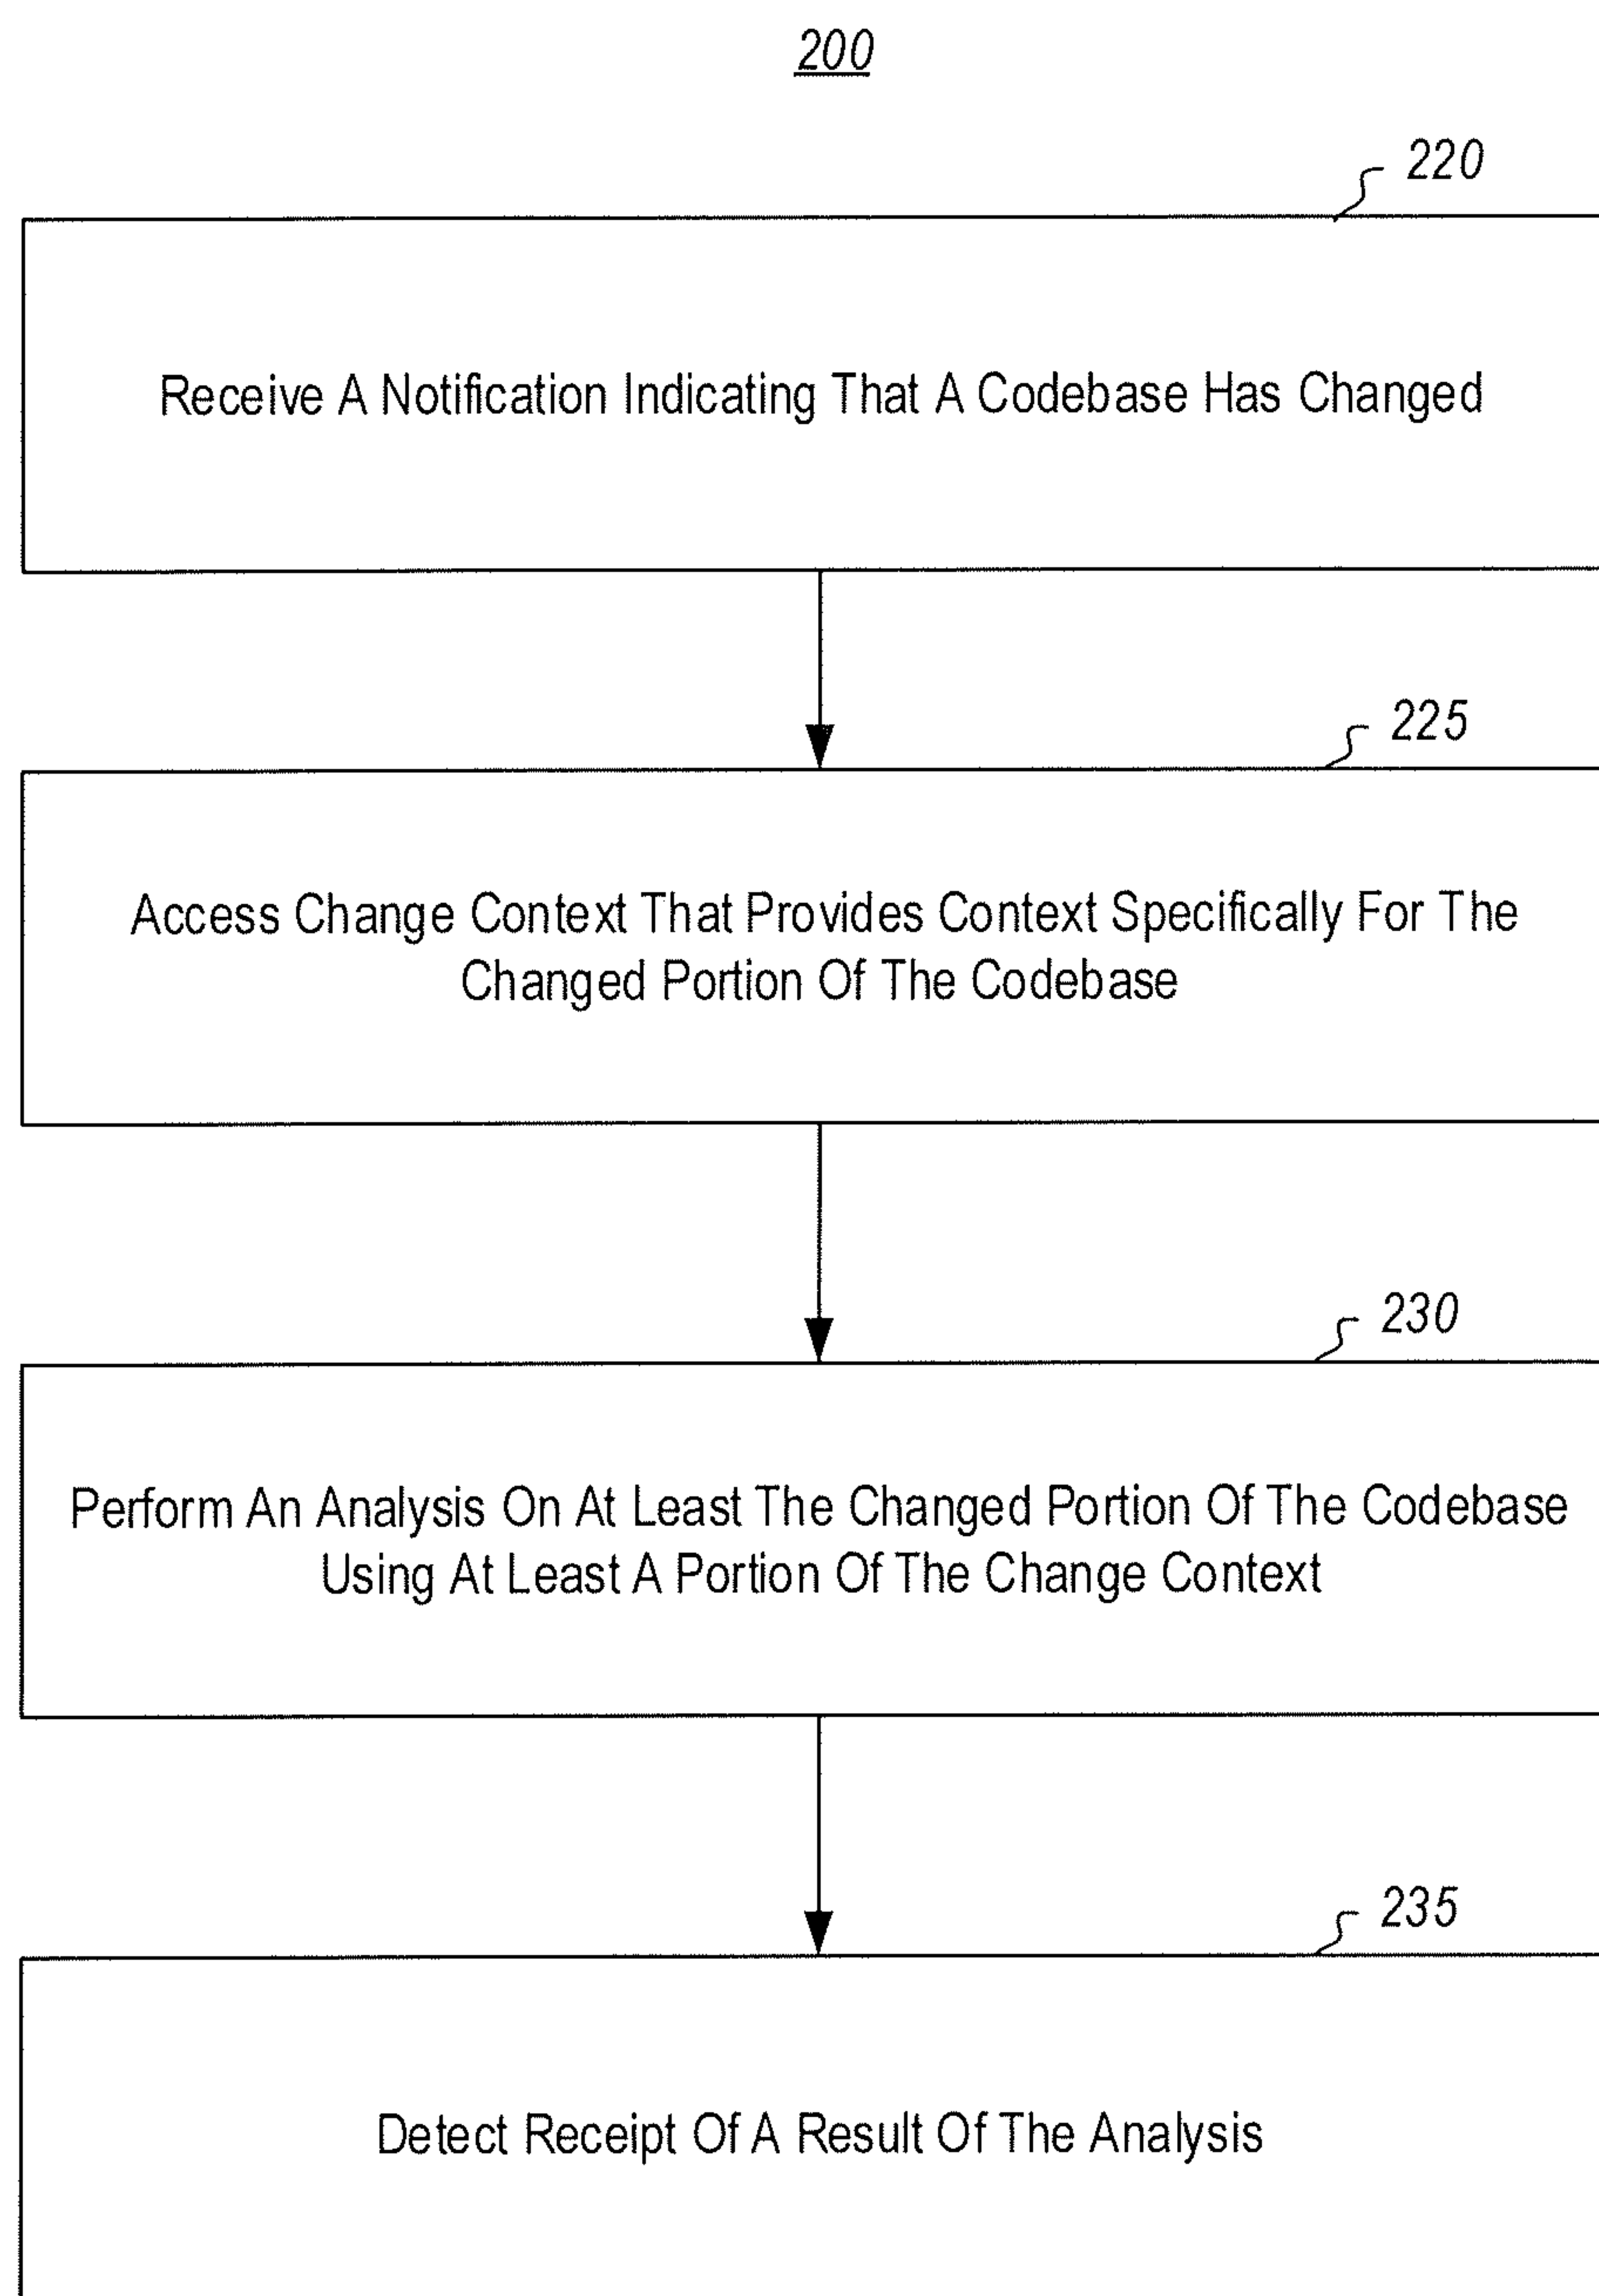 200
220
Receive A Notification Indicating That A Codebase Has Changed
225
Access Change Context That Provides Context Specifically For The
Changed Portion Of The Codebase
230
Perform An Analysis On At Least The Changed Portion Of The Codebase
Using At Least A Portion Of The Change Context
235
Detect Receipt Of A Result Of The Analysis